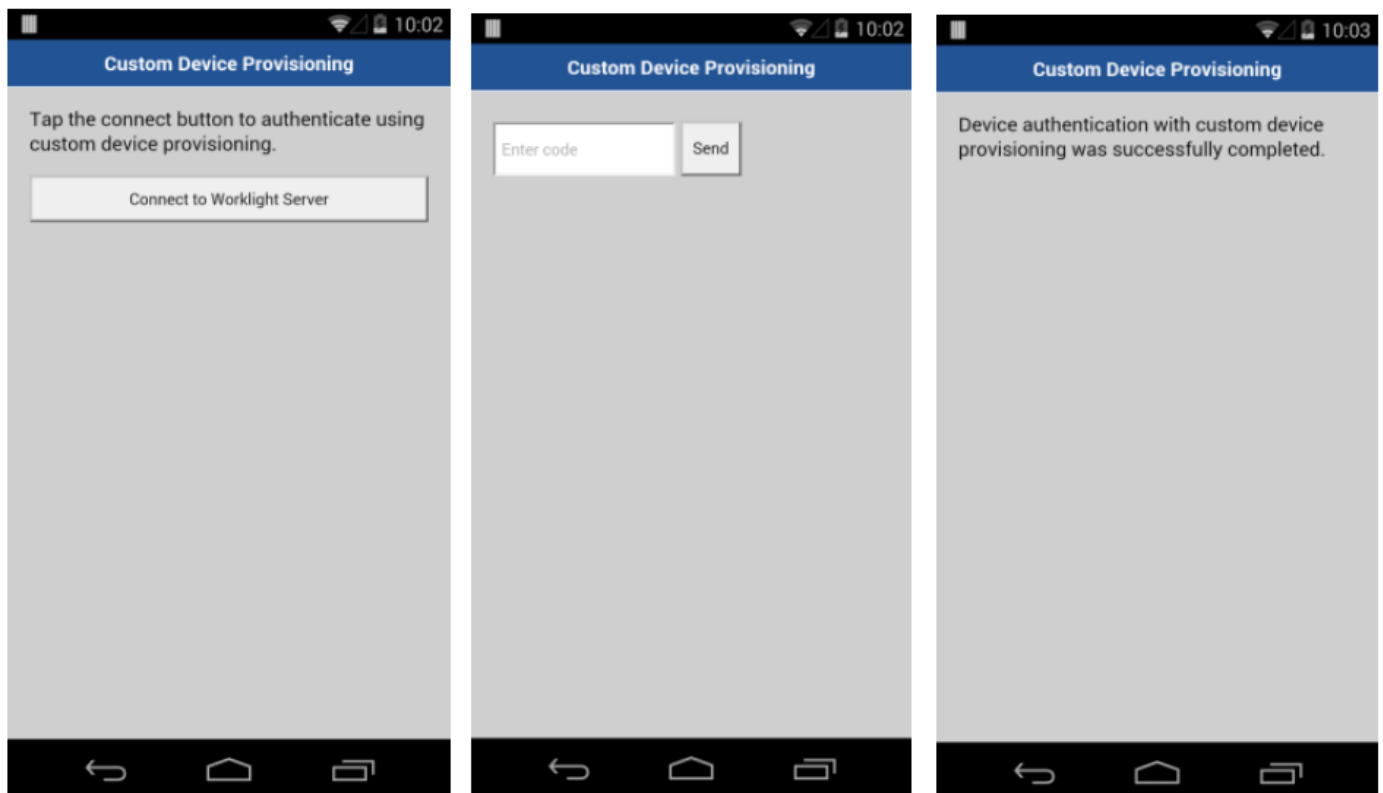 10:02
Custom Device Provisioning
Tap the connect button to authenticate using
custom device provisioning.
Connect to Worklight Server
10:02
Custom Device Provisioning
Enter code
Send
10:03
Custom Device Provisioning
Device authentication with custom device
provisioning was successfully completed.